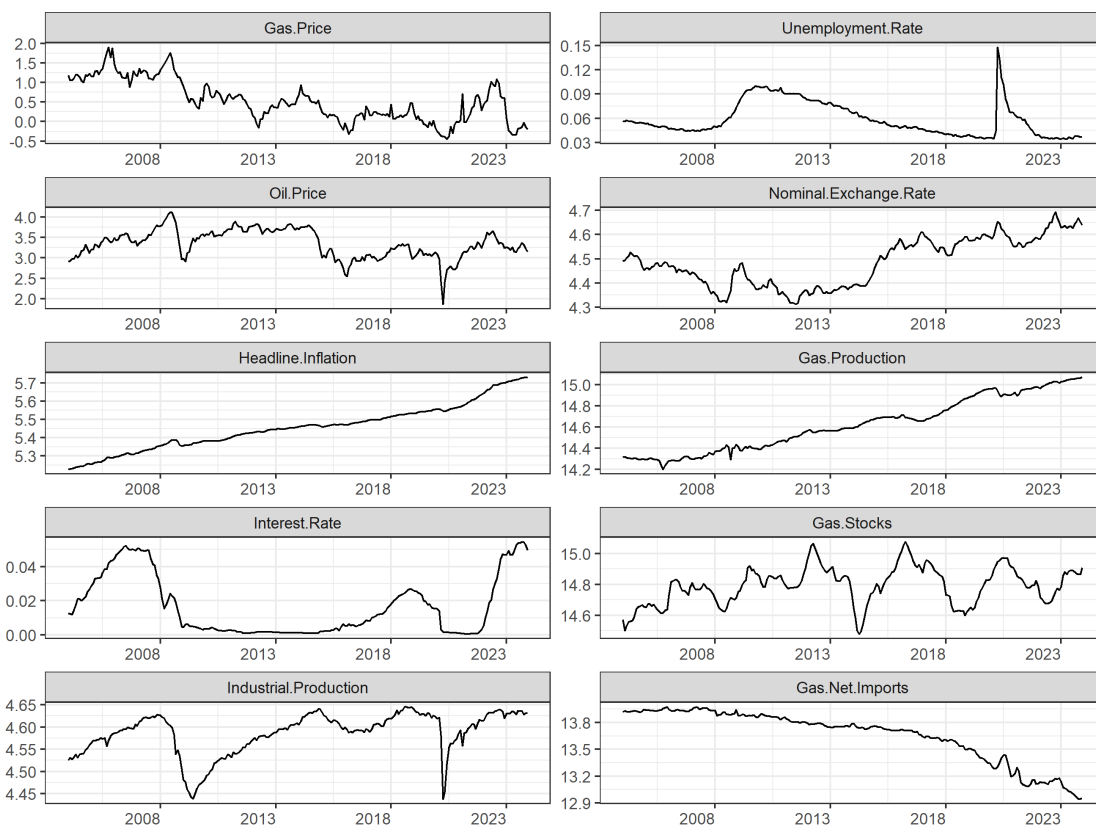 Gas.Price
2.0
1.5
1.0
0.5
0.0
-0.5
2008 2013 2018 2023
Unemployment.Rate
0.15
0.12
0.09
0.06
0.03
2008 2013 2018 2023
Oil.Price
4.0
3.5
3.0
2.5
2.0
2008 2013 2018 2023
Nominal.Exchange.Rate
4.7
4.6
4.5
4.4
4.3
2008 2013 2018 2023
Headline.Inflation
5.7
5.6
5.5
5.4
5.3
2008 2013 2018 2023
Gas.Production
15.0
14.8
14.6
14.4
14.2
2008 2013 2018 2023
Interest.Rate
0.04
0.02
0.00
2008 2013 2018 2023
Gas.Stocks
15.0
14.8
14.6
2008 2013 2018 2023
Industrial.Production
4.65
4.60
4.55
4.50
4.45
2008 2013 2018 2023
Gas.Net.Imports
13.8
13.5
13.2
12.9
2008 2013 2018 2023